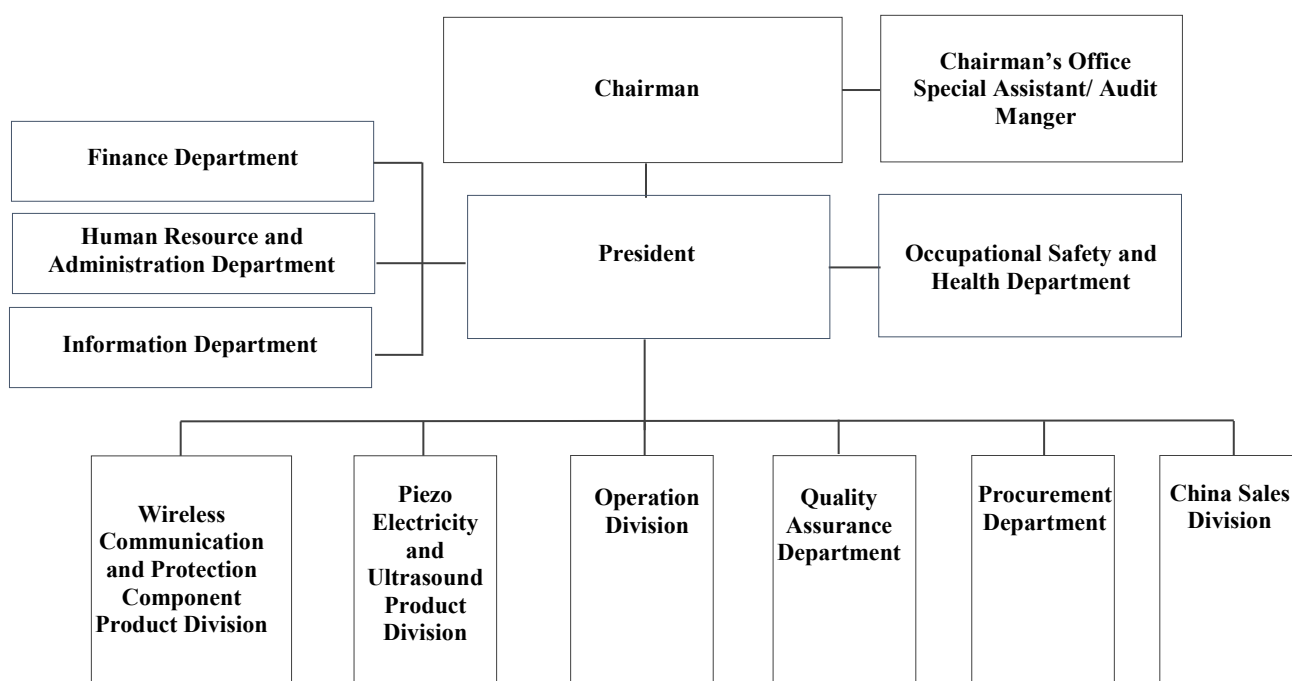 Chairman
Chairman's Office
Special Assistant/ Audit
Manger
Finance Department
Human Resource and
Administration Department
Information Department
President
Occupational Safety and
Health Department
Wireless
Communication
and Protection
Component
Product Division
Piezo
Electricity
and
Ultrasound
Product
Division
Operation
Division
Quality
Assurance
Department
Procurement
Department
China Sales
Division